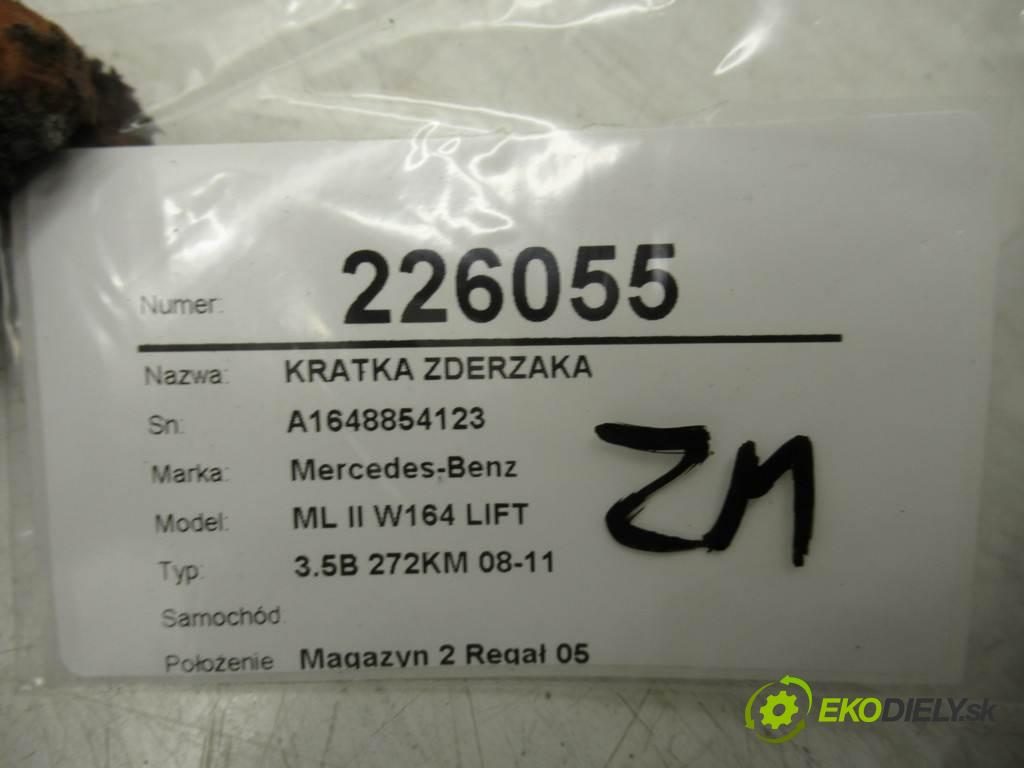 Numer: 226055
Nazwa: KRATKA ZDERZAKA
Sn: A1648854123
Marka: Mercedes-Benz
Model: ML II W164 LIFT
Typ: 3.5B 272KM 08-11
Samochód:
Położenie Magazyn 2 Regał 05
ZM
EKODIELY.sk